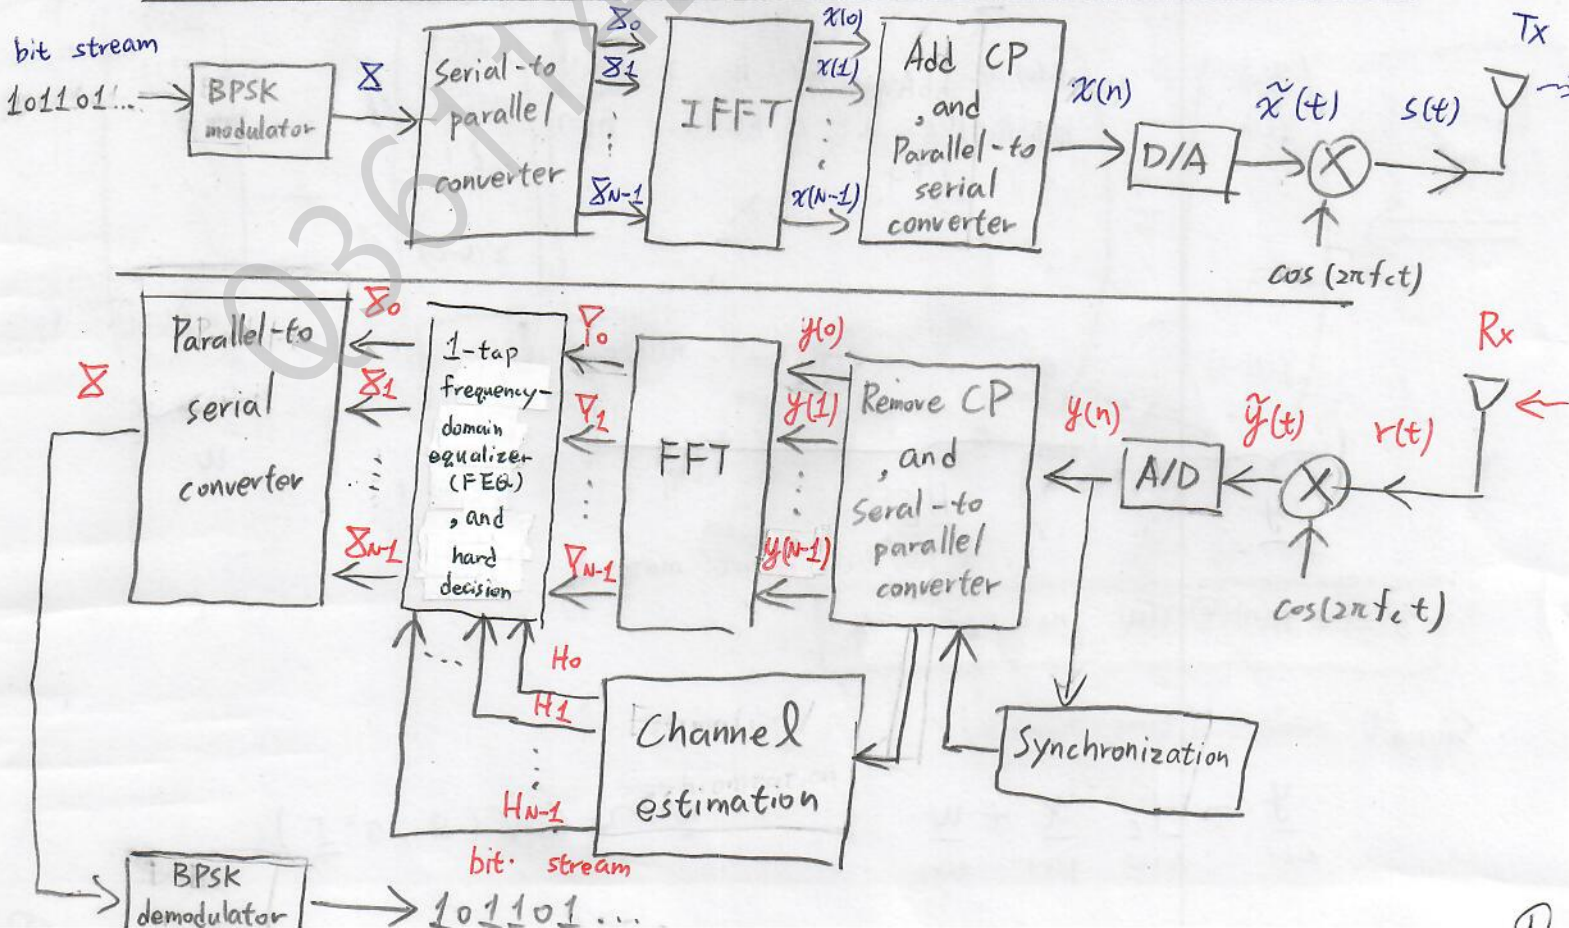 bit stream
101101...
BPSK
modulator
X
Serial-to
parallel
converter
X0
X1
XN-1
IFFT
x(0)
x(1)
x(N-1)
Add CP
, and
Parallel-to
serial
converter
x(n)
D/A
x̃(t)
s(t)
Tx
cos(2πfct)
Rx
r(t)
cos(2πfct)
ỹ(t)
A/D
y(n)
Remove CP
, and
Seral-to
parallel
converter
y(0)
y(1)
y(N-1)
FFT
Y0
Y1
YN-1
1-tap
frequency-
domain
equalizer
(FEQ)
, and
hard
decision
X0
X1
XN-1
Parallel-to
serial
converter
X
H0
H1
HN-1
Channel
estimation
Synchronization
BPSK
demodulator
bit. stream
101101...
1